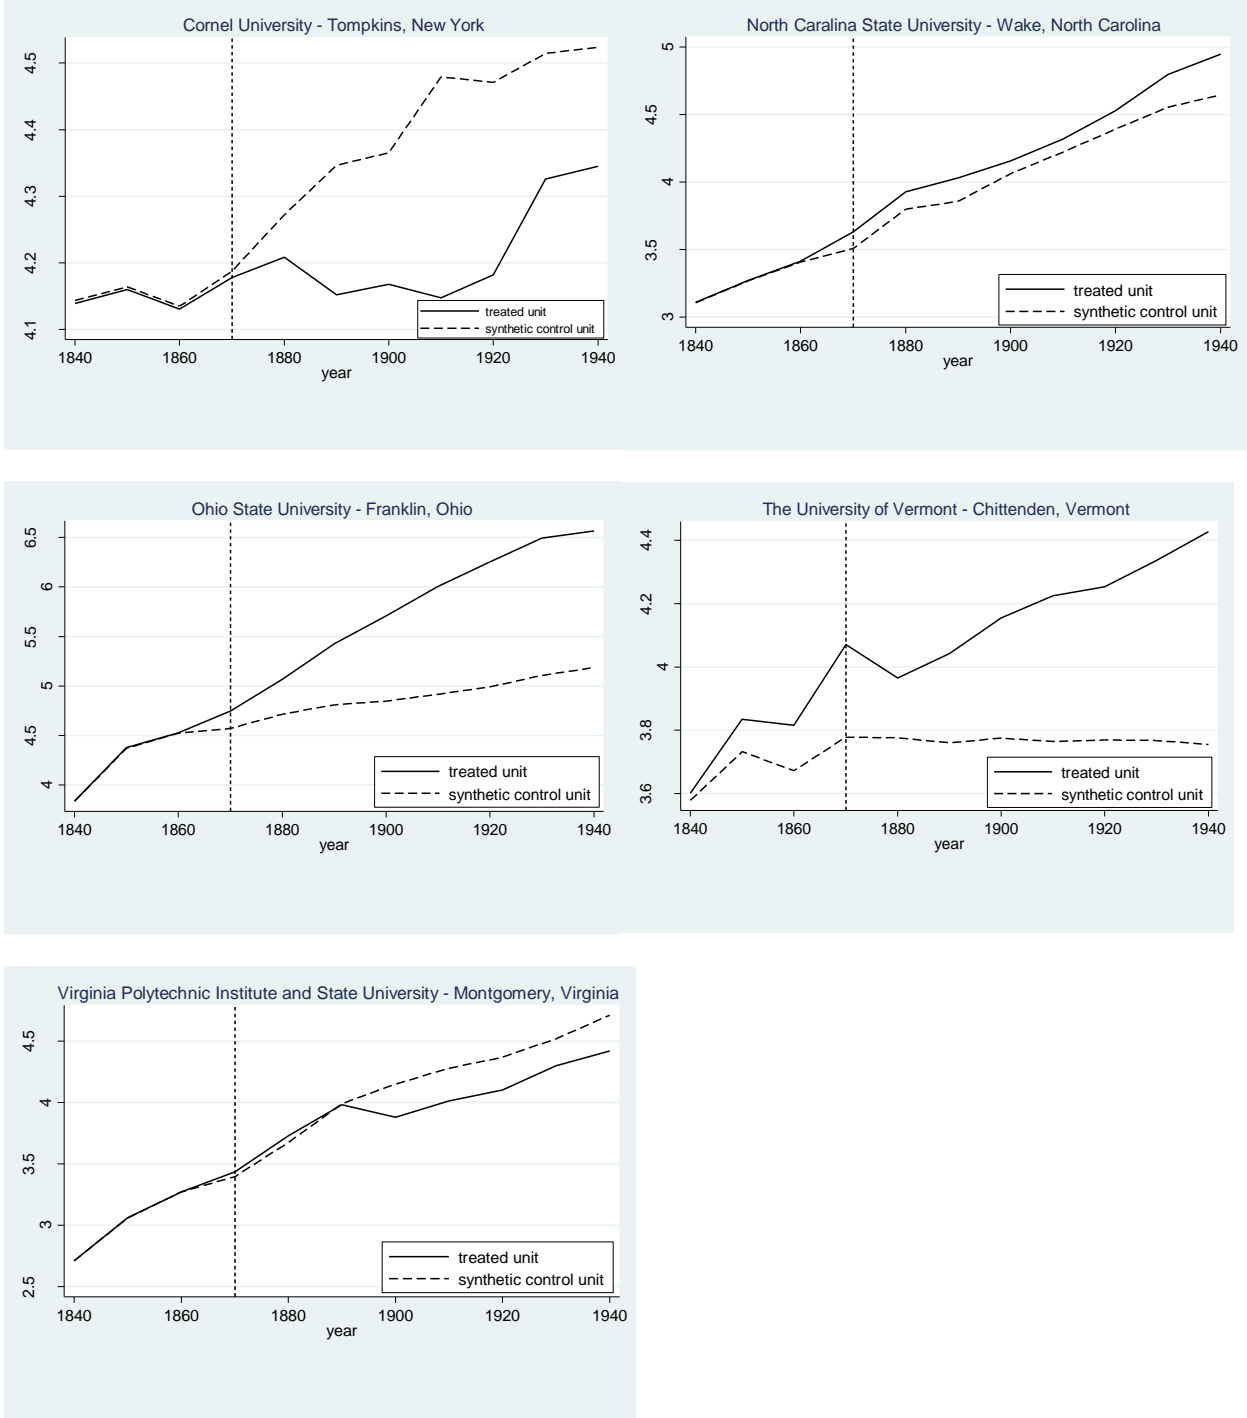 Cornel University - Tompkins, New York
4.5
4.4
4.3
4.2
4.1
treated unit
synthetic control unit
1840 1860 1880 1900 1920 1940
year
North Caralina State University - Wake, North Carolina
5
4.5
4
3.5
3
treated unit
synthetic control unit
1840 1860 1880 1900 1920 1940
year
Ohio State University - Franklin, Ohio
6.5
6
5.5
5
4.5
4
treated unit
synthetic control unit
1840 1860 1880 1900 1920 1940
year
The University of Vermont - Chittenden, Vermont
4.4
4.2
4
3.8
3.6
treated unit
synthetic control unit
1840 1860 1880 1900 1920 1940
year
Virginia Polytechnic Institute and State University - Montgomery, Virginia
4.5
4
3.5
3
2.5
treated unit
synthetic control unit
1840 1860 1880 1900 1920 1940
year